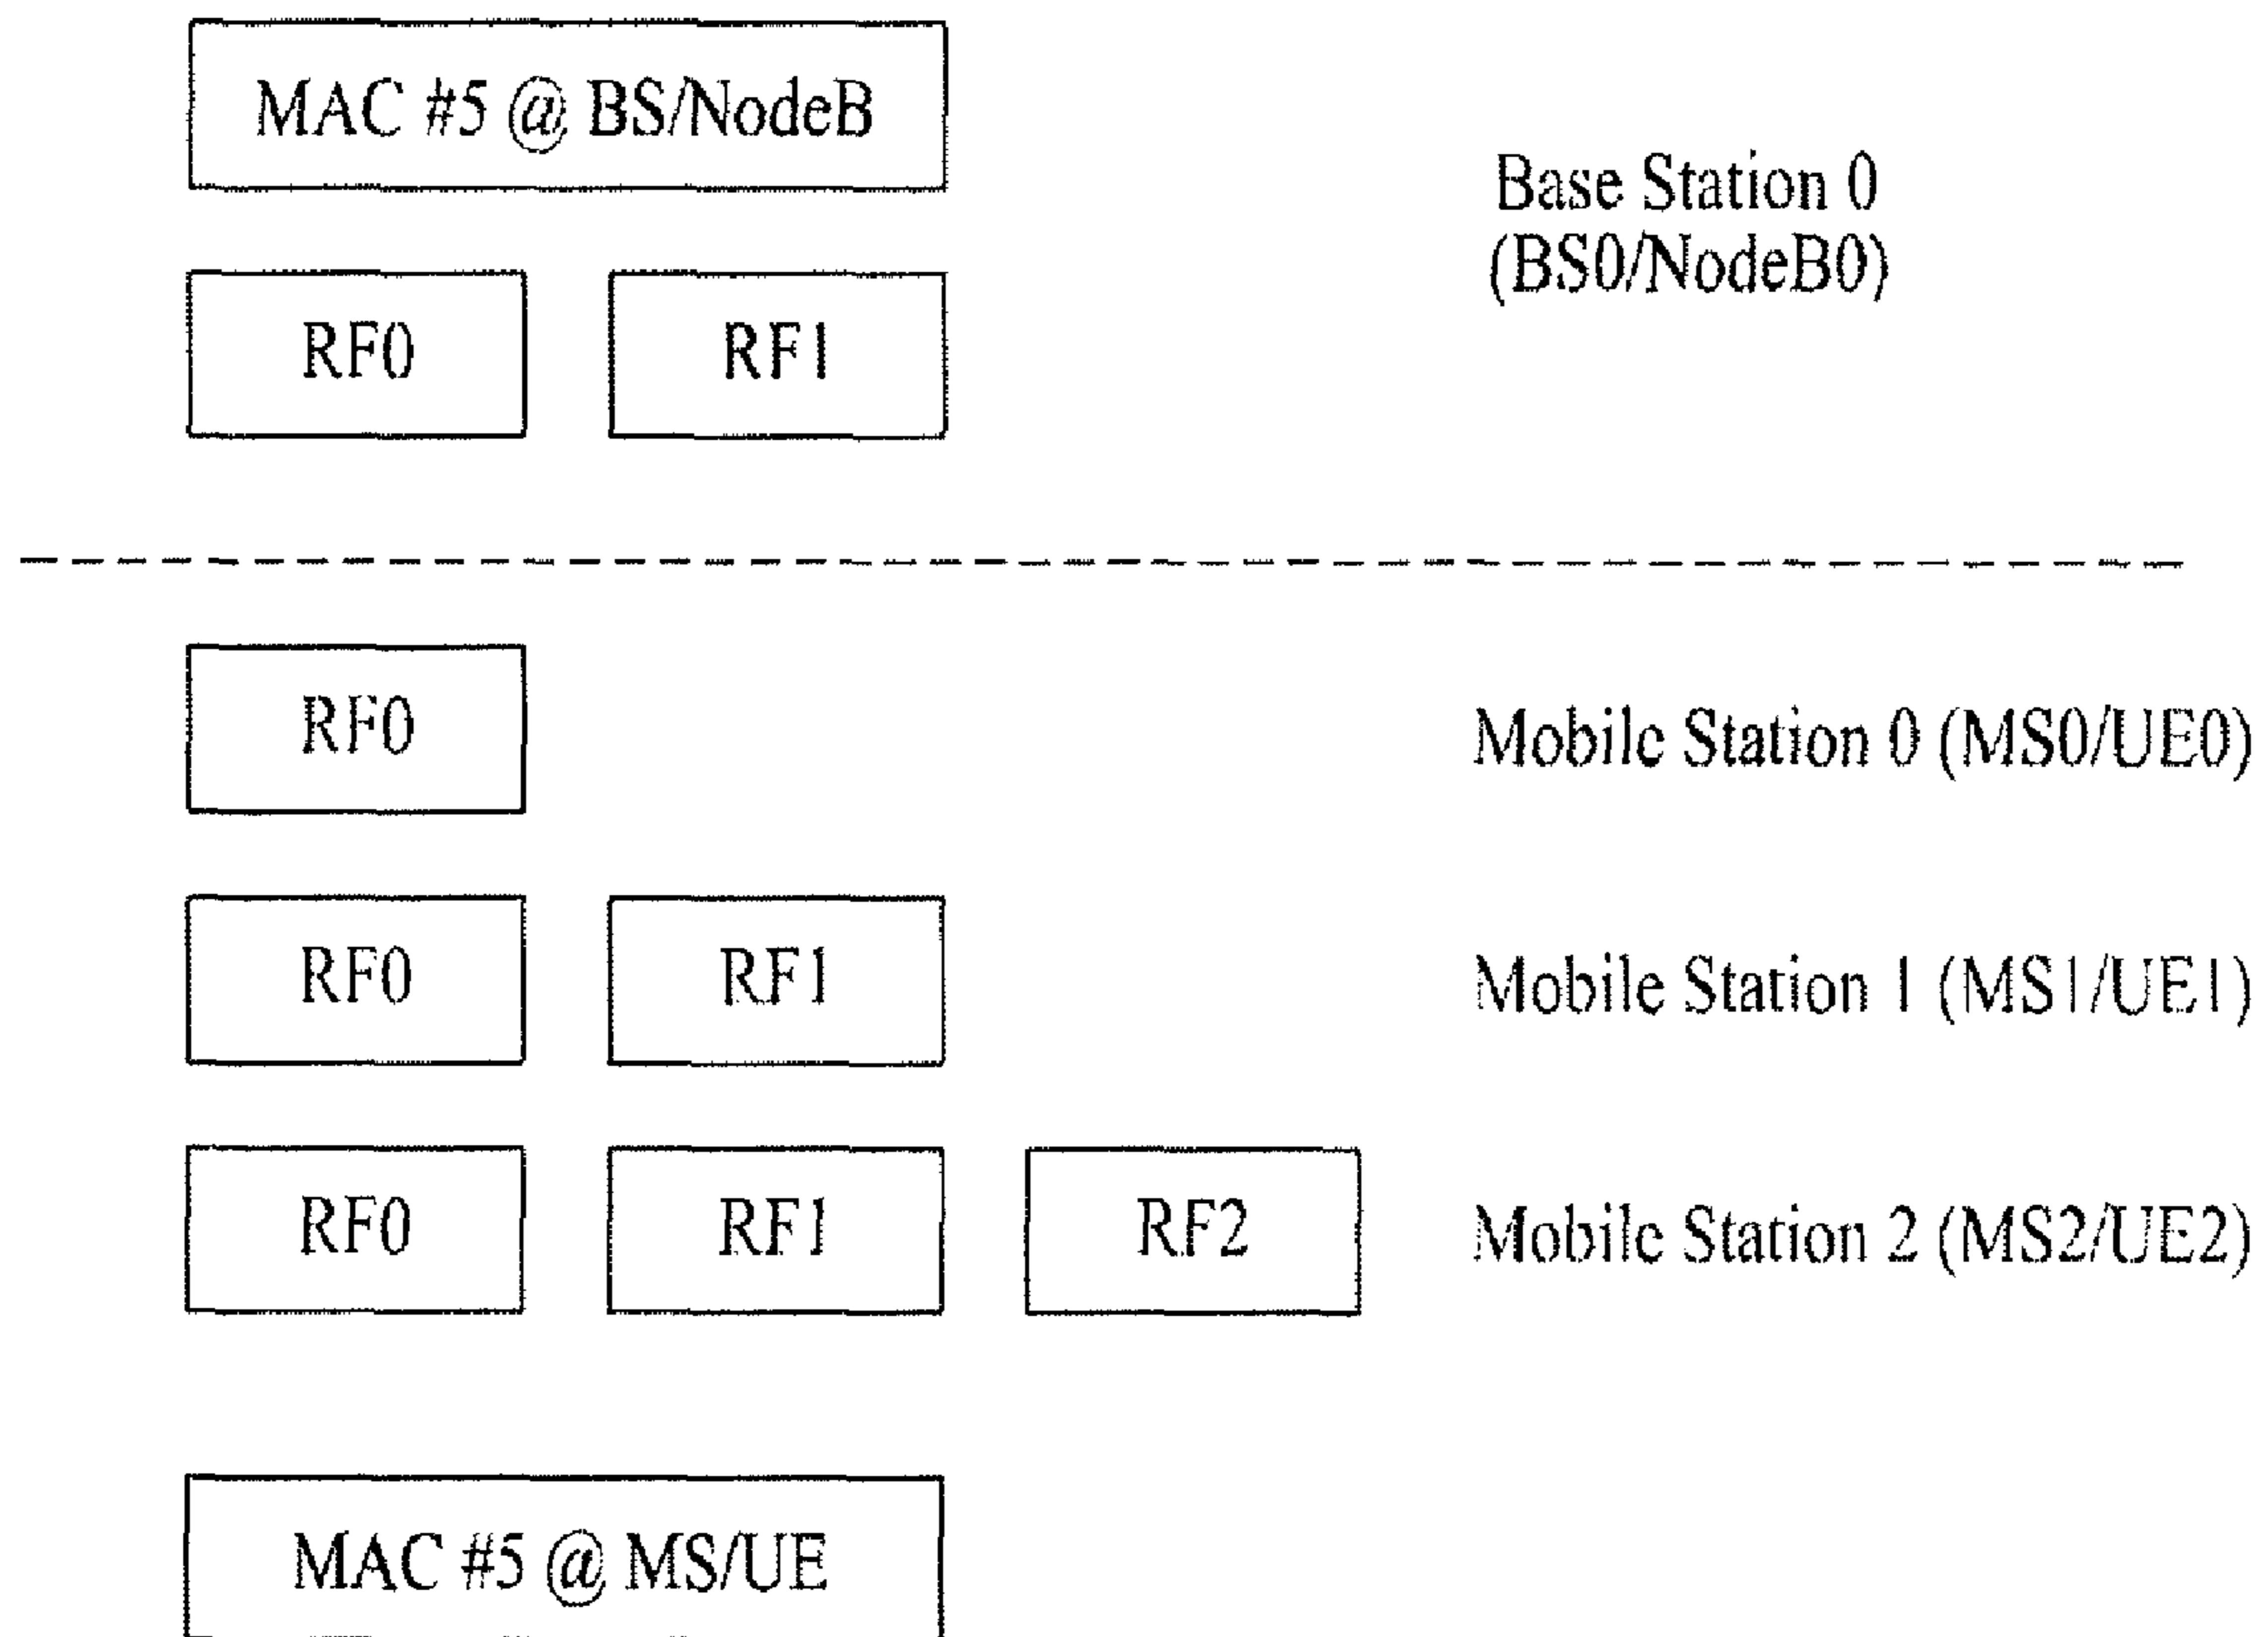 MAC #5 @ BS/NodeB
Base Station 0
(BS0/NodeB0)
RF0 RF1
RF0 Mobile Station 0 (MS0/UE0)
RF0 RF1 Mobile Station 1 (MS1/UE1)
RF0 RF1 RF2 Mobile Station 2 (MS2/UE2)
MAC #5 @ MS/UE